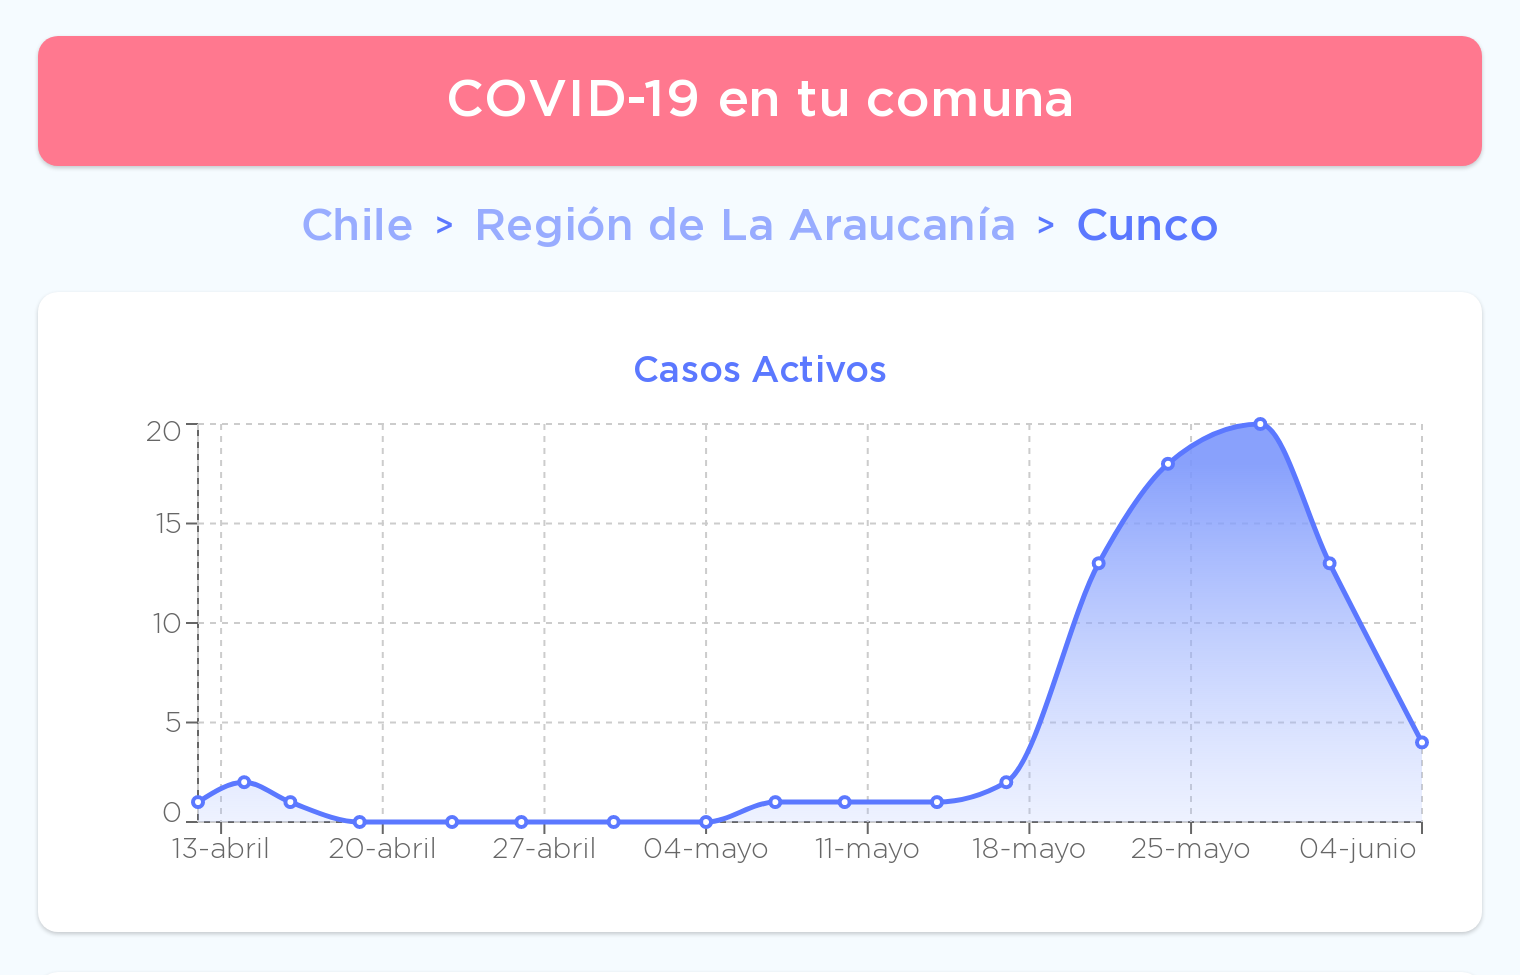 COVID-19 en tu comuna
Chile > Región de La Araucanía > Cunco
Casos Activos
20
15
10
5
0
13-abril 20-abril 27-abril 04-mayo 11-mayo 18-mayo 25-mayo 04-junio